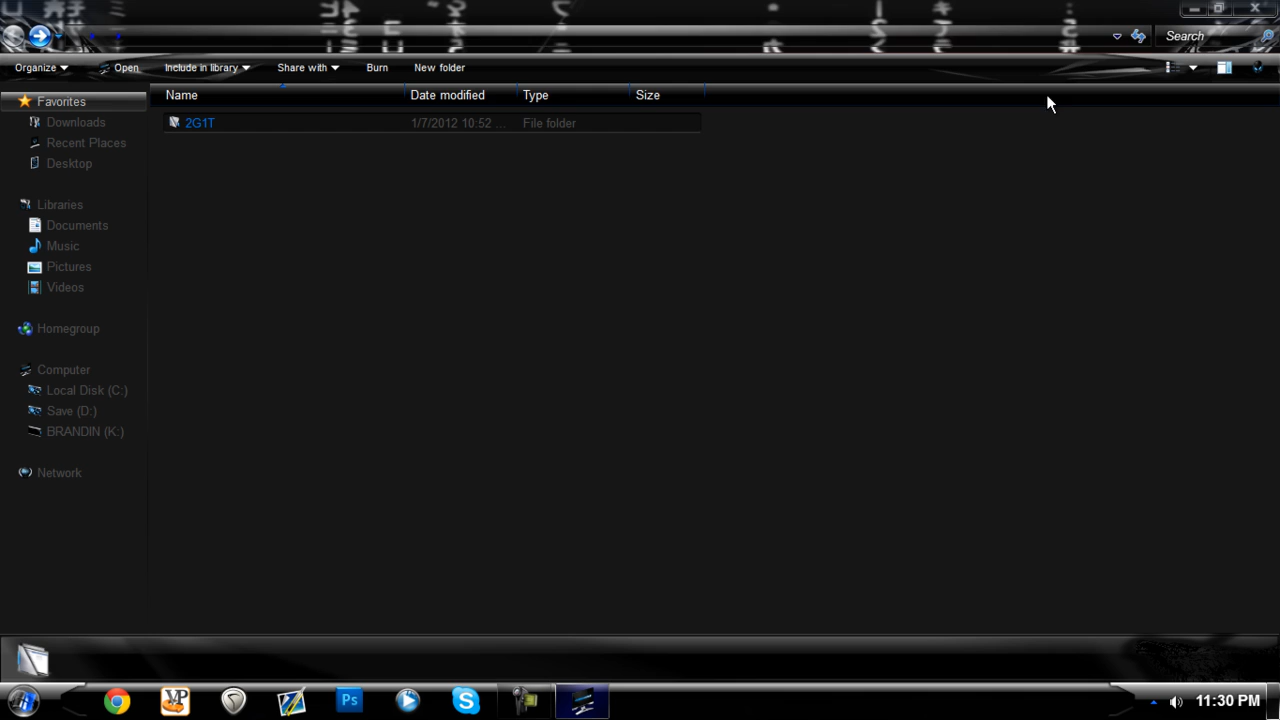 Search
Organize Open Include in library Share with Burn New folder
Name Date modified Type Size
Favorites
2G1T 1/7/2012 10:52 ... File folder
Downloads
Recent Places
Desktop
Libraries
Documents
Music
Pictures
Videos
Homegroup
Computer
Local Disk (C:)
Save (D:)
BRANDIN (K:)
Network
VP
Ps
S
11:30 PM